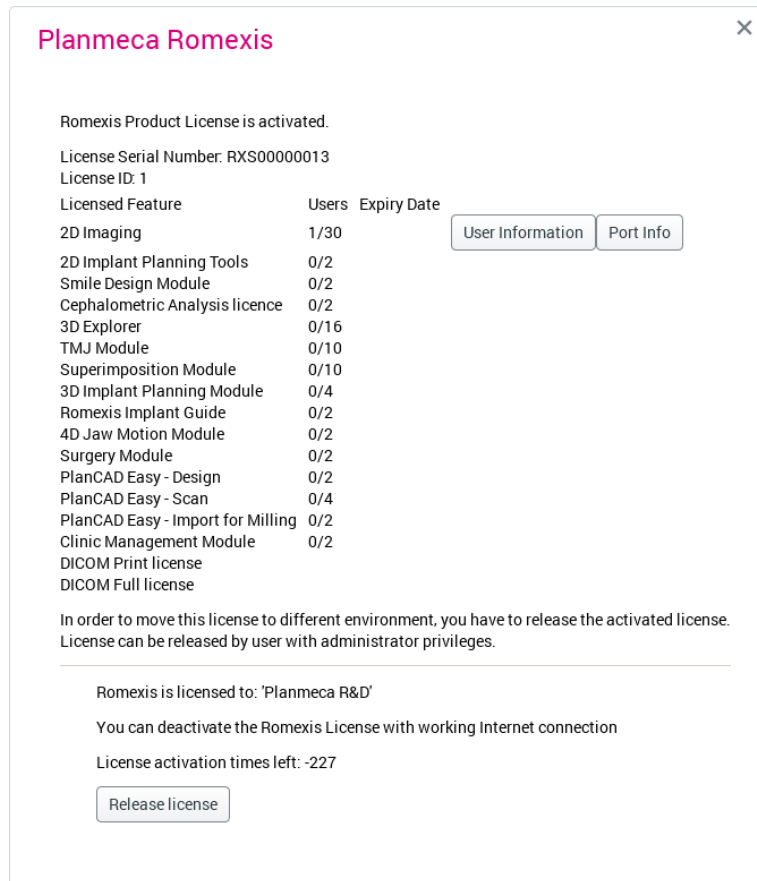 Planmeca Romexis
Romexis Product License is activated.
License Serial Number: RXS00000013
License ID: 1
Licensed Feature Users Expiry Date
2D Imaging 1/30 User Information Port Info
2D Implant Planning Tools 0/2
Smile Design Module 0/2
Cephalometric Analysis licence 0/2
3D Explorer 0/16
TMJ Module 0/10
Superimposition Module 0/10
3D Implant Planning Module 0/4
Romexis Implant Guide 0/2
4D Jaw Motion Module 0/2
Surgery Module 0/2
PlanCAD Easy - Design 0/2
PlanCAD Easy - Scan 0/4
PlanCAD Easy - Import for Milling 0/2
Clinic Management Module 0/2
DICOM Print license
DICOM Full license
In order to move this license to different environment, you have to release the activated license.
License can be released by user with administrator privileges.
Romexis is licensed to: 'Planmeca R&D'
You can deactivate the Romexis License with working Internet connection
License activation times left: -227
Release license